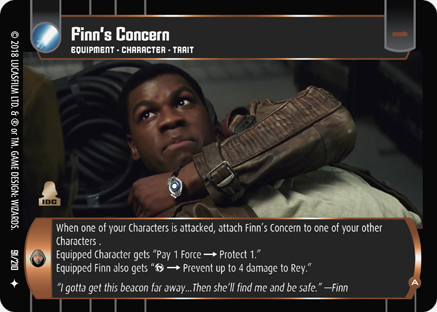 Finn's Concern
EQUIPMENT - CHARACTER - TRAIT
© 2018 LUCASFILM LTD. & ® or TM. GAME DESIGN: WIZARDS.
IDC
91/210
When one of your Characters is attacked, attach Finn's Concern to one of your other
Characters .
Equipped Character gets "Pay 1 Force → Protect 1."
Equipped Finn also gets " → Prevent up to 4 damage to Rey."
"I gotta get this beacon far away...Then she'll find me and be safe." —Finn
A